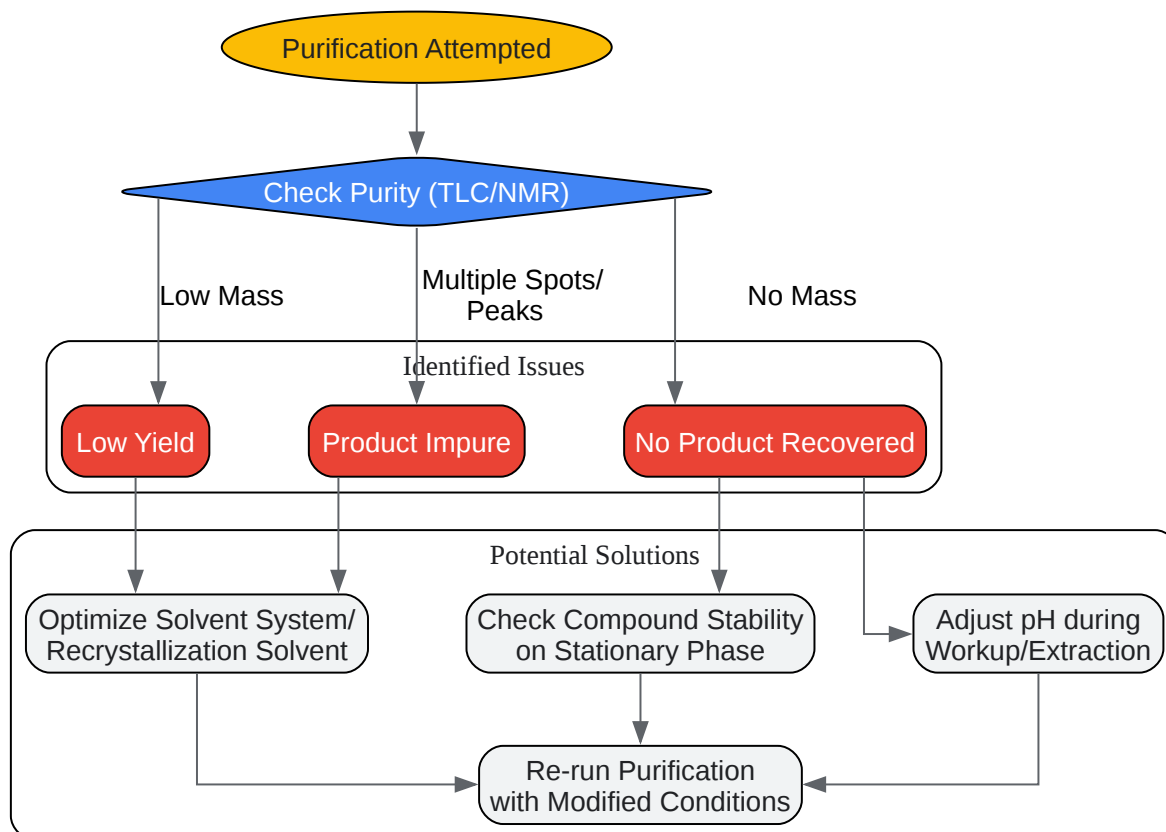 Purification Attempted
Check Purity (TLC/NMR)
Low Mass
Multiple Spots/
Peaks
No Mass
Identified Issues
Low Yield
Product Impure
No Product Recovered
Potential Solutions
Optimize Solvent System/
Recrystallization Solvent
Check Compound Stability
on Stationary Phase
Adjust pH during
Workup/Extraction
Re-run Purification
with Modified Conditions